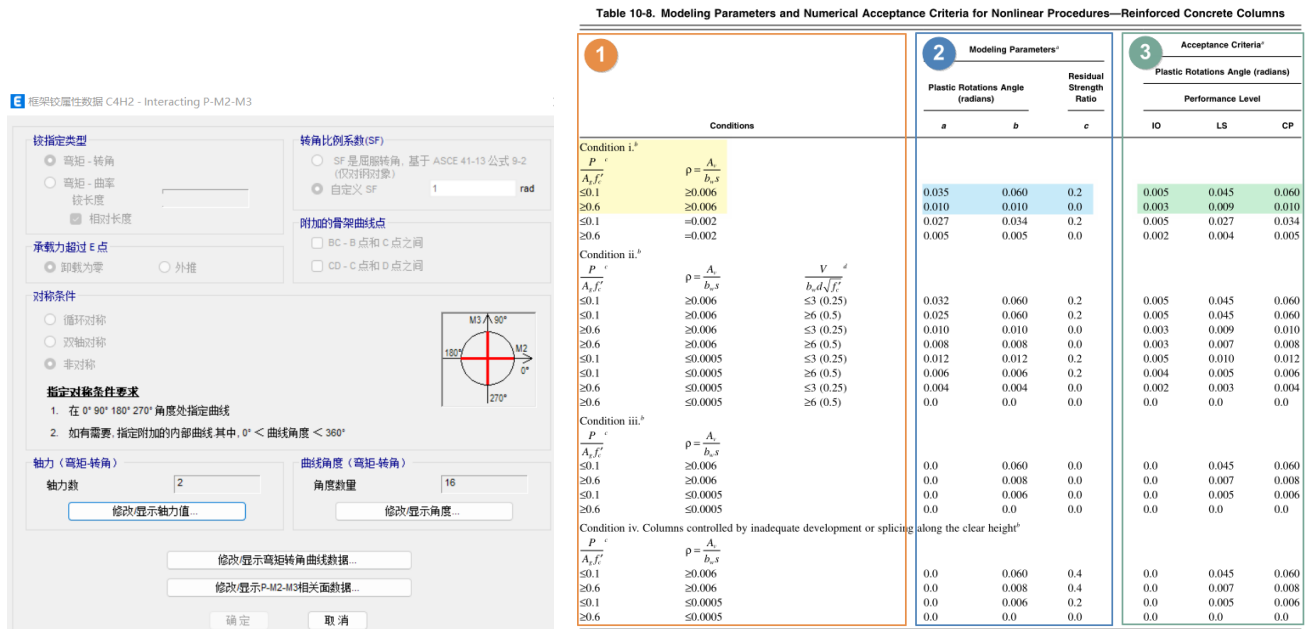 框架铰属性数据 C4H2 - Interacting P-M2-M3
铰指定类型
弯矩 - 转角
弯矩 - 曲率
铰长度
相对长度
承载力超过 E 点
卸载为零 外推
转角比例系数(SF)
SF 是屈服转角, 基于 ASCE 41-13 公式 9-2
(仅对钢对象)
自定义 SF 1 rad
附加的骨架曲线点
BC - B 点和 C 点之间
CD - C 点和 D 点之间
对称条件
循环对称
双轴对称
非对称
M3 90°
180° M2
0°
270°
指定对称条件要求
1. 在 0° 90° 180° 270° 角度处指定曲线
2. 如有需要, 指定附加的内部曲线.其中, 0° < 曲线角度 < 360°
轴力（弯矩-转角）
轴力数 2
修改/显示轴力值...
曲线角度（弯矩-转角）
角度数量 16
修改/显示角度...
修改/显示弯矩转角曲线数据...
修改/显示P-M2-M3相关面数据...
确定 取消
Table 10-8. Modeling Parameters and Numerical Acceptance Criteria for Nonlinear Procedures—Reinforced Concrete Columns
1 2 3
Modeling Parametersᵃ Acceptance Criteriaᵃ
Plastic Rotations Angle (radians) Residual Strength Ratio Plastic Rotations Angle (radians)
Performance Level
Conditions a b c IO LS CP
Condition i.ᵇ
P/(A_g f'_c) ᶜ ρ = A_v/(b_w s)
≤0.1 ≥0.006 0.035 0.060 0.2 0.005 0.045 0.060
≥0.6 ≥0.006 0.010 0.010 0.0 0.003 0.009 0.010
≤0.1 =0.002 0.027 0.034 0.2 0.005 0.027 0.034
≥0.6 =0.002 0.005 0.005 0.0 0.002 0.004 0.005
Condition ii.ᵇ
P/(A_g f'_c) ᶜ ρ = A_v/(b_w s) V/(b_w d√f'_c) ᵈ
≤0.1 ≥0.006 ≤3 (0.25) 0.032 0.060 0.2 0.005 0.045 0.060
≤0.1 ≥0.006 ≥6 (0.5) 0.025 0.060 0.2 0.005 0.045 0.060
≥0.6 ≥0.006 ≤3 (0.25) 0.010 0.010 0.0 0.003 0.009 0.010
≥0.6 ≥0.006 ≥6 (0.5) 0.008 0.008 0.0 0.003 0.007 0.008
≤0.1 ≤0.0005 ≤3 (0.25) 0.012 0.012 0.2 0.005 0.010 0.012
≤0.1 ≤0.0005 ≥6 (0.5) 0.006 0.006 0.2 0.004 0.005 0.006
≥0.6 ≤0.0005 ≤3 (0.25) 0.004 0.004 0.0 0.002 0.003 0.004
≥0.6 ≤0.0005 ≥6 (0.5) 0.0 0.0 0.0 0.0 0.0 0.0
Condition iii.ᵇ
P/(A_g f'_c) ᶜ ρ = A_v/(b_w s)
≤0.1 ≥0.006 0.0 0.060 0.0 0.0 0.045 0.060
≥0.6 ≥0.006 0.0 0.008 0.0 0.0 0.007 0.008
≤0.1 ≤0.0005 0.0 0.006 0.0 0.0 0.005 0.006
≥0.6 ≤0.0005 0.0 0.0 0.0 0.0 0.0 0.0
Condition iv. Columns controlled by inadequate development or splicing along the clear heightᵇ
P/(A_g f'_c) ᶜ ρ = A_v/(b_w s)
≤0.1 ≥0.006 0.0 0.060 0.4 0.0 0.045 0.060
≥0.6 ≥0.006 0.0 0.008 0.4 0.0 0.007 0.008
≤0.1 ≤0.0005 0.0 0.006 0.2 0.0 0.005 0.006
≥0.6 ≤0.0005 0.0 0.0 0.0 0.0 0.0 0.0